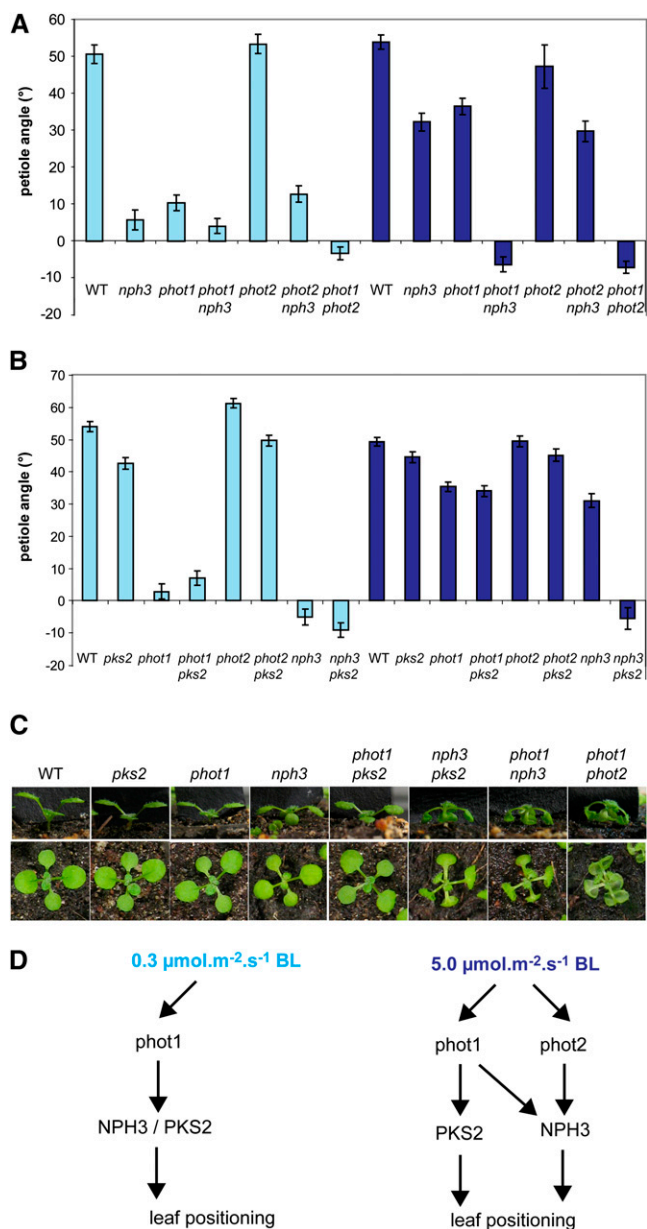 A
petiole angle (°)
60
50
40
30
20
10
0
-10
-20
WT nph3 phot1 phot1 nph3 phot2 phot2 nph3 phot1 phot2 WT nph3 phot1 phot1 nph3 phot2 phot2 nph3 phot1 phot2
B
petiole angle (°)
70
60
50
40
30
20
10
0
-10
-20
WT pks2 phot1 phot1 pks2 phot2 phot2 pks2 nph3 nph3 pks2 WT pks2 phot1 phot1 pks2 phot2 phot2 pks2 nph3 nph3 pks2
C
WT pks2 phot1 nph3 phot1 pks2 nph3 pks2 phot1 nph3 phot1 phot2
D
0.3 µmol.m-2.s-1 BL 5.0 µmol.m-2.s-1 BL
phot1 phot1 phot2
NPH3 / PKS2 PKS2 NPH3
leaf positioning leaf positioning